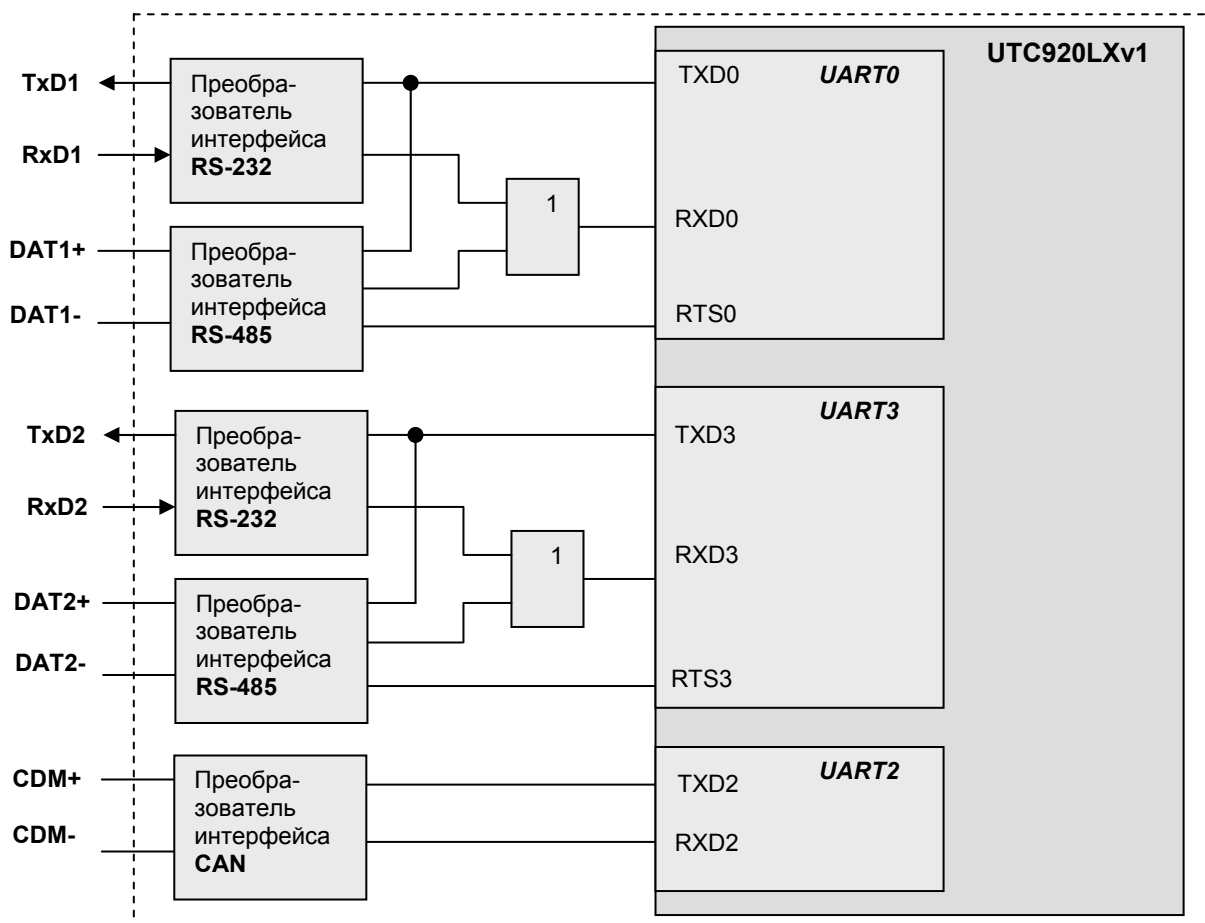 UTC920LXv1
TxD1
RxD1
Преобра-
зователь
интерфейса
RS-232
TXD0
UART0
1
RXD0
DAT1+
DAT1-
Преобра-
зователь
интерфейса
RS-485
RTS0
TxD2
RxD2
Преобра-
зователь
интерфейса
RS-232
UART3
TXD3
1
RXD3
DAT2+
DAT2-
Преобра-
зователь
интерфейса
RS-485
RTS3
CDM+
CDM-
Преобра-
зователь
интерфейса
CAN
UART2
TXD2
RXD2